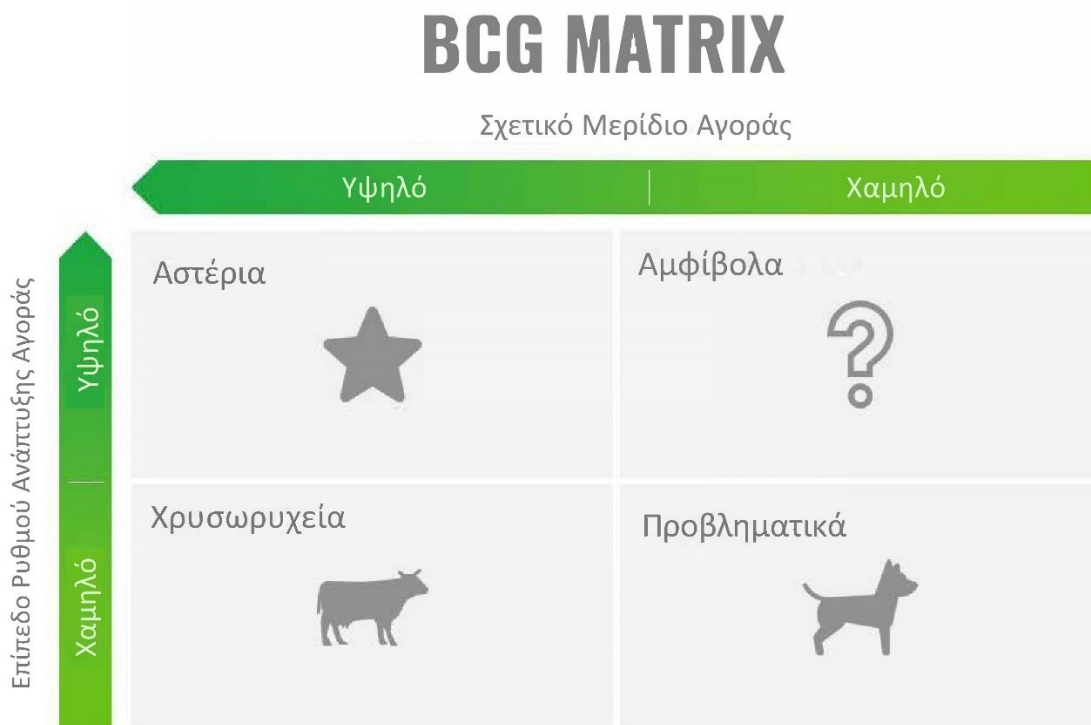 BCG MATRIX
Σχετικό Μερίδιο Αγοράς
Υψηλό
Χαμηλό
Επίπεδο Ρυθμού Ανάπτυξης Αγοράς
Υψηλό
Αστέρια
Αμφίβολα
?
Χαμηλό
Χρυσωρυχεία
Προβληματικά